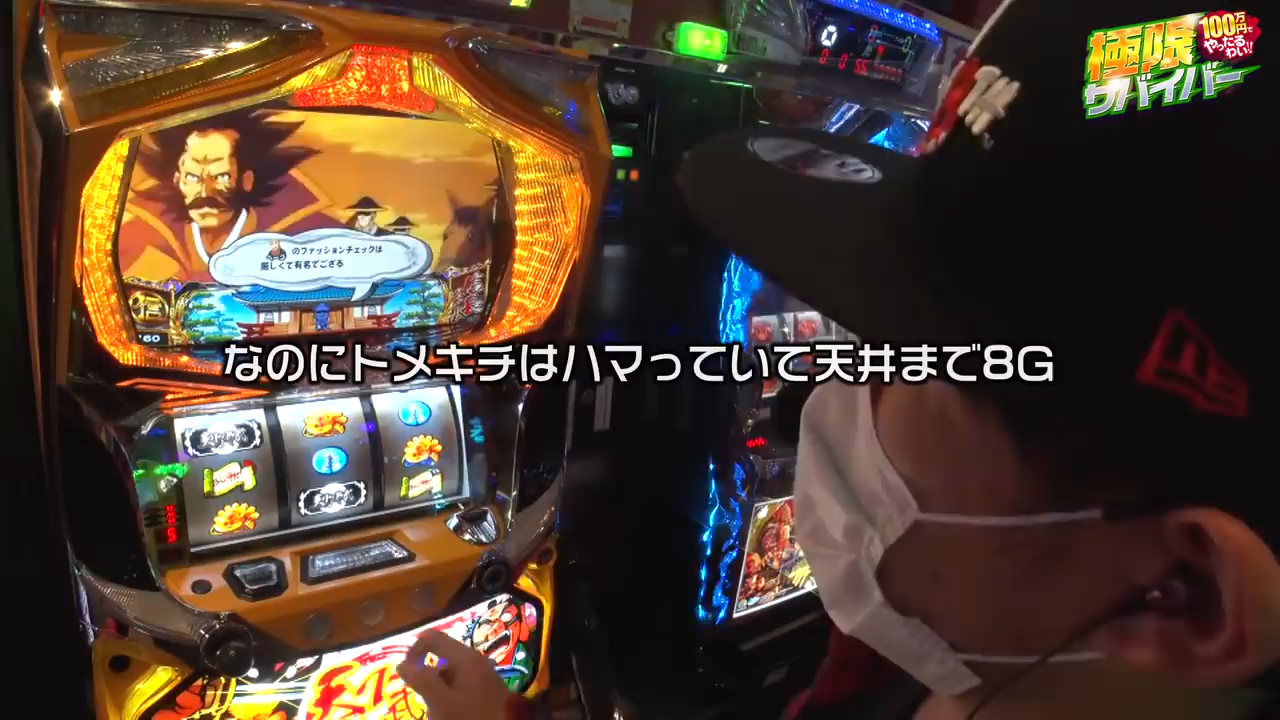 極限
サバイバー
100万円で
やったる
わい!!
のファッションチェックは
厳しくて有名でござる
なのにトメキチはハマっていて天井まで8G